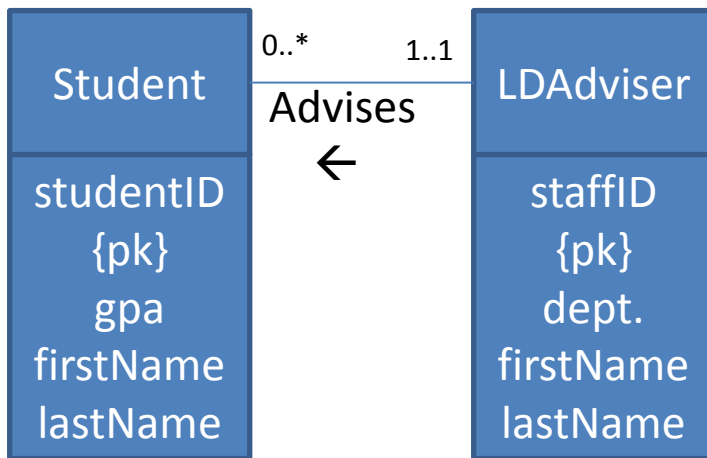 Student
0..*
1..1
Advises
←
LDAdviser
studentID
{pk}
gpa
firstName
lastName
staffID
{pk}
dept.
firstName
lastName